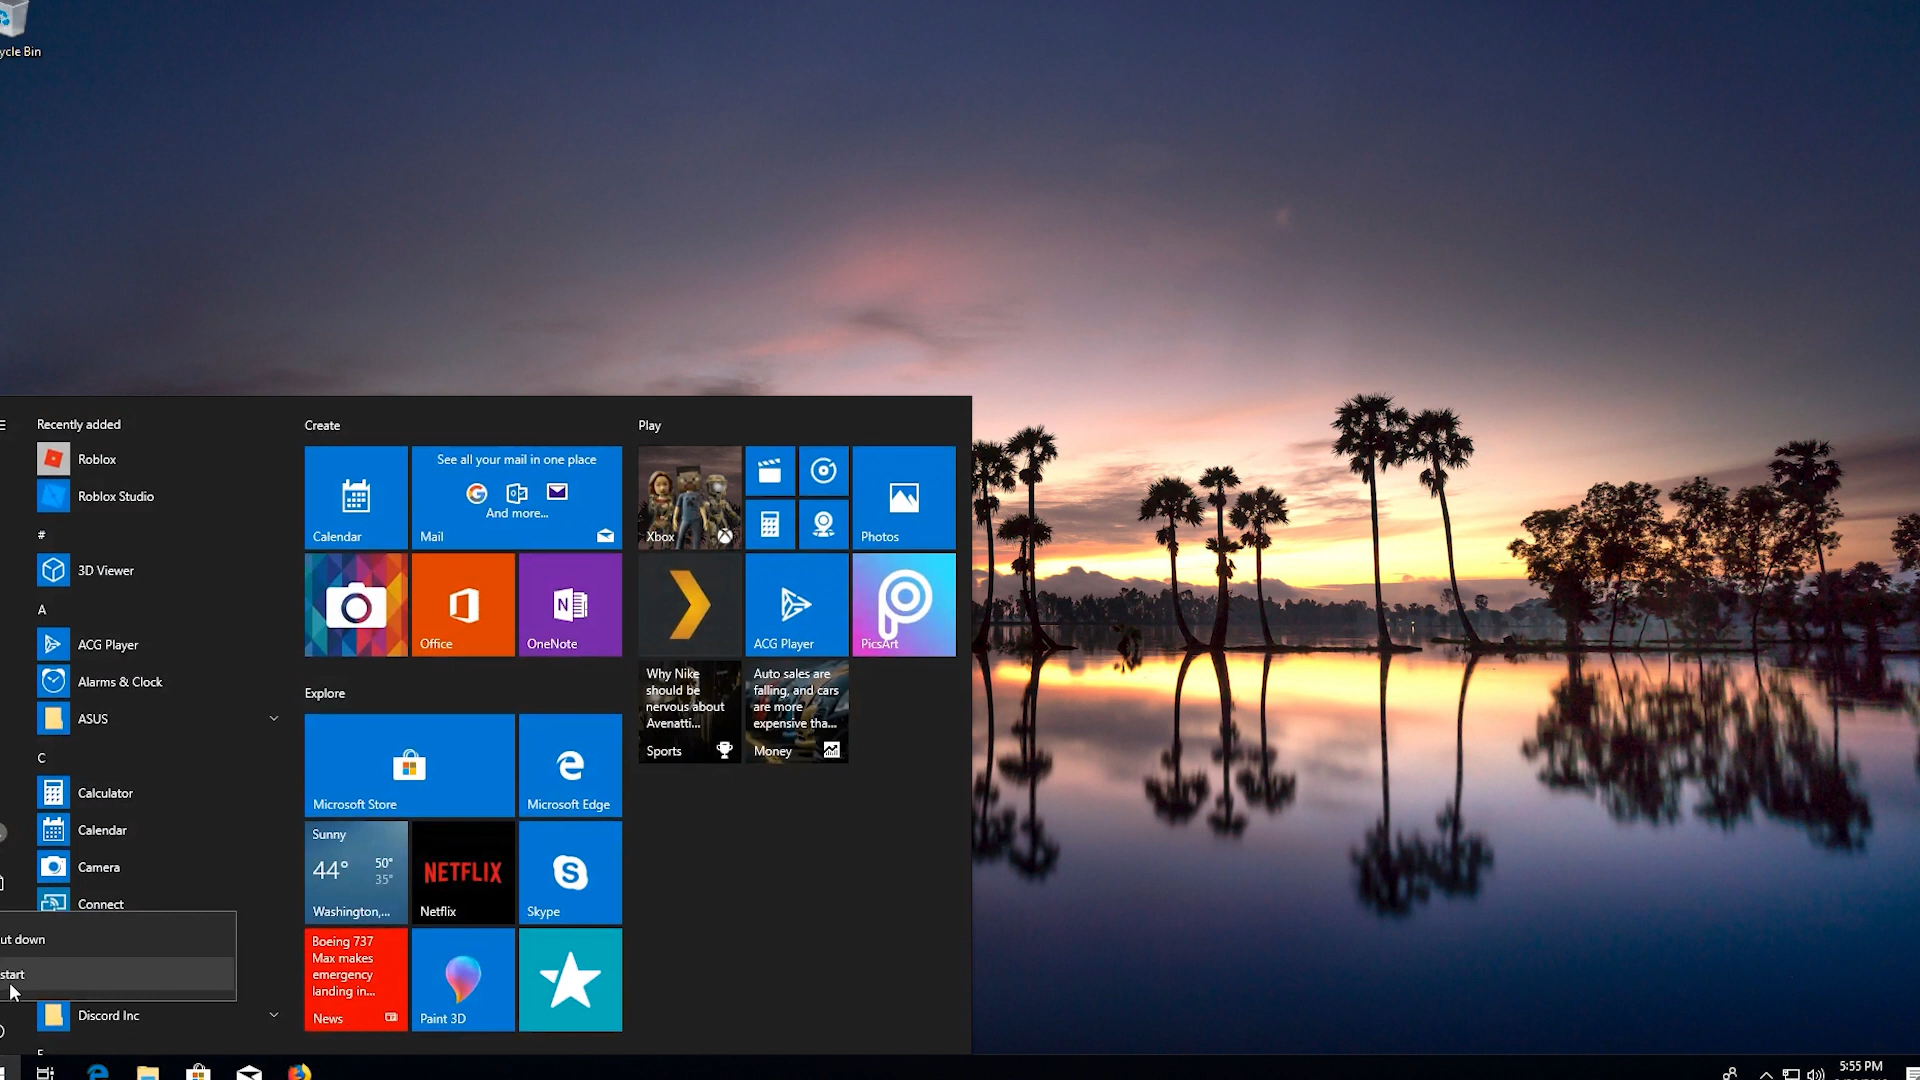 ycle Bin
Recently added
Roblox
Roblox Studio
#
3D Viewer
A
ACG Player
Alarms & Clock
ASUS
C
Calculator
Calendar
Camera
Connect
ut down
start
Discord Inc
Create
Calendar
See all your mail in one place
And more...
Mail
Office
OneNote
Explore
Microsoft Store
Microsoft Edge
Sunny
44° 50°
35°
Washington,...
NETFLIX
Netflix
Skype
Boeing 737
Max makes
emergency
landing in...
News
Paint 3D
Play
Xbox
Photos
ACG Player
PicsArt
Why Nike
should be
nervous about
Avenatti...
Sports
Auto sales are
falling, and cars
are more
expensive tha...
Money
5:55 PM